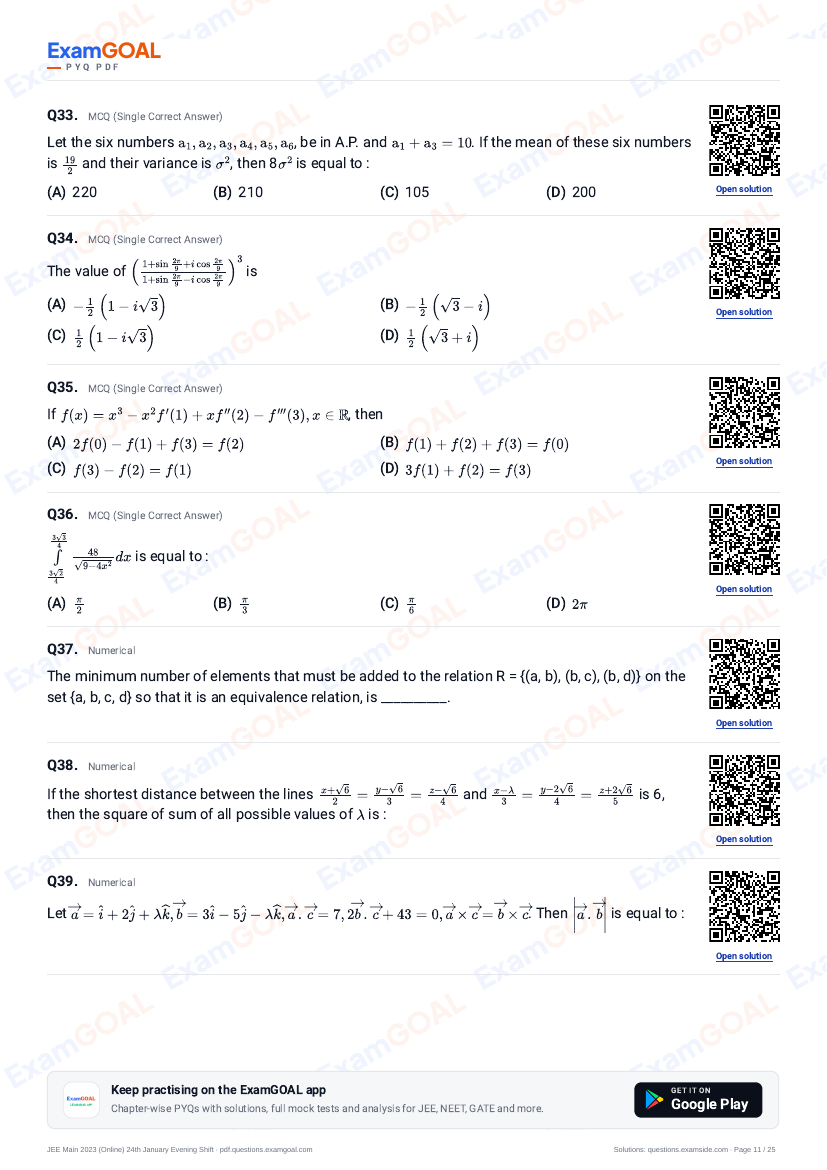 ExamGOAL
PYQ PDF
Q33. MCQ (Single Correct Answer)
Let the six numbers a₁, a₂, a₃, a₄, a₅, a₆, be in A.P. and a₁ + a₃ = 10. If the mean of these six numbers
is 19/2 and their variance is σ², then 8σ² is equal to :
(A) 220 (B) 210 (C) 105 (D) 200
Open solution
Q34. MCQ (Single Correct Answer)
The value of ((1+sin 2π/9 + i cos 2π/9)/(1+sin 2π/9 − i cos 2π/9))³ is
(A) −1/2 (1 − i√3) (B) −1/2 (√3 − i)
(C) 1/2 (1 − i√3) (D) 1/2 (√3 + i)
Open solution
Q35. MCQ (Single Correct Answer)
If f(x) = x³ − x²f′(1) + xf″(2) − f‴(3), x ∈ ℝ, then
(A) 2f(0) − f(1) + f(3) = f(2) (B) f(1) + f(2) + f(3) = f(0)
(C) f(3) − f(2) = f(1) (D) 3f(1) + f(2) = f(3)
Open solution
Q36. MCQ (Single Correct Answer)
∫_{3√2/4}^{3√3/4} 48/√(9−4x²) dx is equal to :
(A) π/2 (B) π/3 (C) π/6 (D) 2π
Open solution
Q37. Numerical
The minimum number of elements that must be added to the relation R = {(a, b), (b, c), (b, d)} on the
set {a, b, c, d} so that it is an equivalence relation, is __________.
Open solution
Q38. Numerical
If the shortest distance between the lines (x+√6)/2 = (y−√6)/3 = (z−√6)/4 and (x−λ)/3 = (y−2√6)/4 = (z+2√6)/5 is 6,
then the square of sum of all possible values of λ is :
Open solution
Q39. Numerical
Let a⃗ = î + 2ĵ + λk̂, b⃗ = 3î − 5ĵ − λk̂, a⃗ . c⃗ = 7, 2b⃗ . c⃗ + 43 = 0, a⃗ × c⃗ = b⃗ × c⃗. Then |a⃗ . b⃗| is equal to :
Open solution
Keep practising on the ExamGOAL app
Chapter-wise PYQs with solutions, full mock tests and analysis for JEE, NEET, GATE and more.
GET IT ON
Google Play
JEE Main 2023 (Online) 24th January Evening Shift · pdf.questions.examgoal.com
Solutions: questions.examside.com · Page 11 / 25